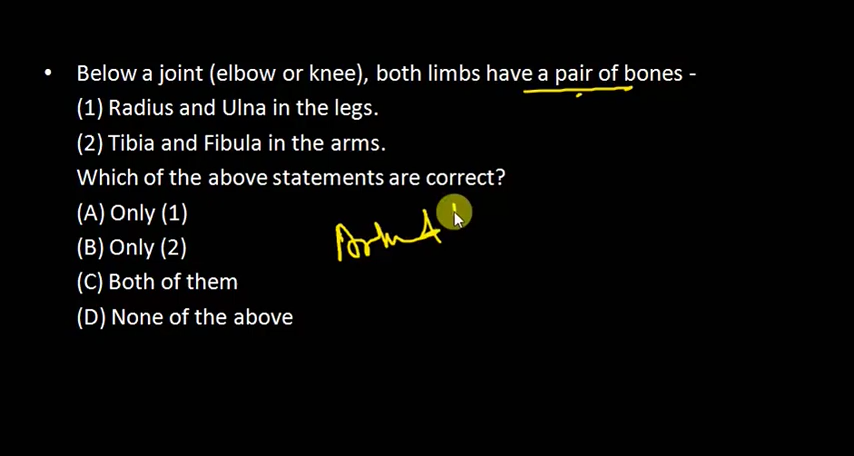 • Below a joint (elbow or knee), both limbs have a pair of bones -
(1) Radius and Ulna in the legs.
(2) Tibia and Fibula in the arms.
Which of the above statements are correct?
(A) Only (1)
(B) Only (2)
(C) Both of them
(D) None of the above